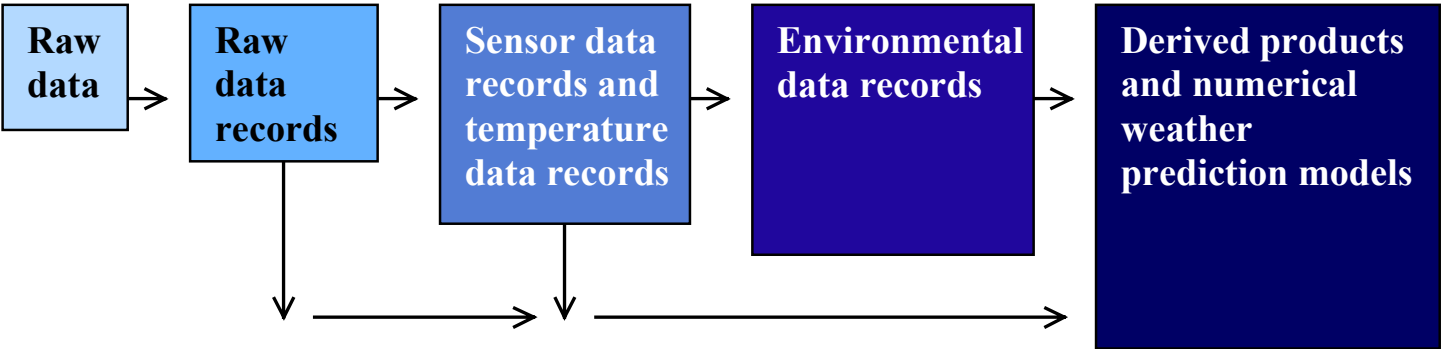 Raw
data
Raw
data
records
Sensor data
records and
temperature
data records
Environmental
data records
Derived products
and numerical
weather
prediction models